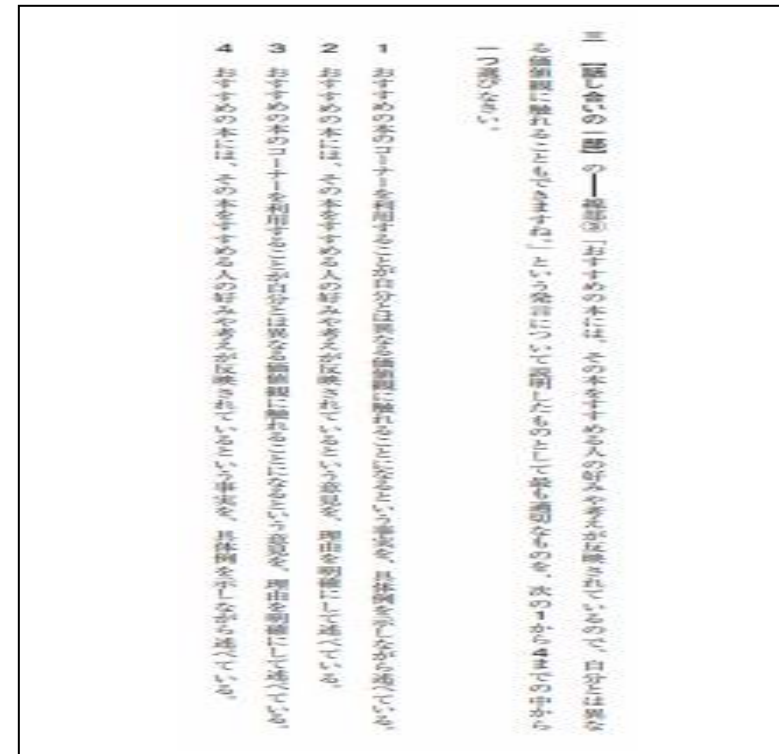 三 【話し合いの一部】の━━線部③「おすすめの本には、その本をすすめる人の好みや考えが反映されているので、自分とは異な
る価値観に触れることもできますね。」という発言について説明したものとして最も適切なものを、次の1から4までの中から
一つ選びなさい。
1 おすすめの本のコーナーを利用することが自分とは異なる価値観に触れることになるという事実を、具体例を示しながら述べている。
2 おすすめの本には、その本をすすめる人の好みや考えが反映されているという意見を、理由を明確にして述べている。
3 おすすめの本のコーナーを利用することが自分とは異なる価値観に触れることになるという意見を、理由を明確にして述べている。
4 おすすめの本には、その本をすすめる人の好みや考えが反映されているという事実を、具体例を示しながら述べている。